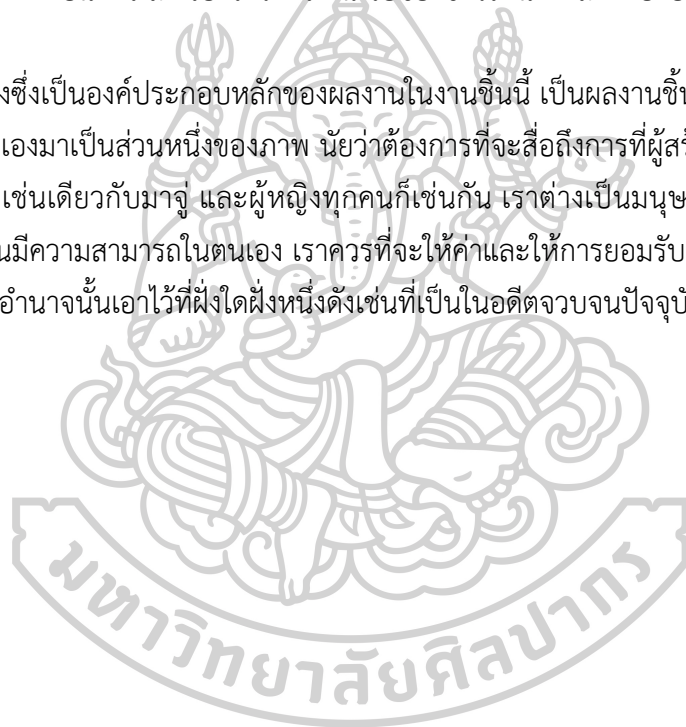 งซึ่งเป็นองค์ประกอบหลักของผลงานในงานชิ้นนี้ เป็นผลงานชิ้น
เองมาเป็นส่วนหนึ่งของภาพ นัยว่าต้องการที่จะสื่อถึงการที่ผู้สร้
เช่นเดียวกับมาจู่ และผู้หญิงทุกคนก็เช่นกัน เราต่างเป็นมนุษ
นมีความสามารถในตนเอง เราควรที่จะให้ค่าและให้การยอมรับ
อำนาจนั้นเอาไว้ที่ฝั่งใดฝั่งหนึ่งดังเช่นที่เป็นในอดีตจวบจนปัจจุบั
มหาวิทยาลัยศิลปากร